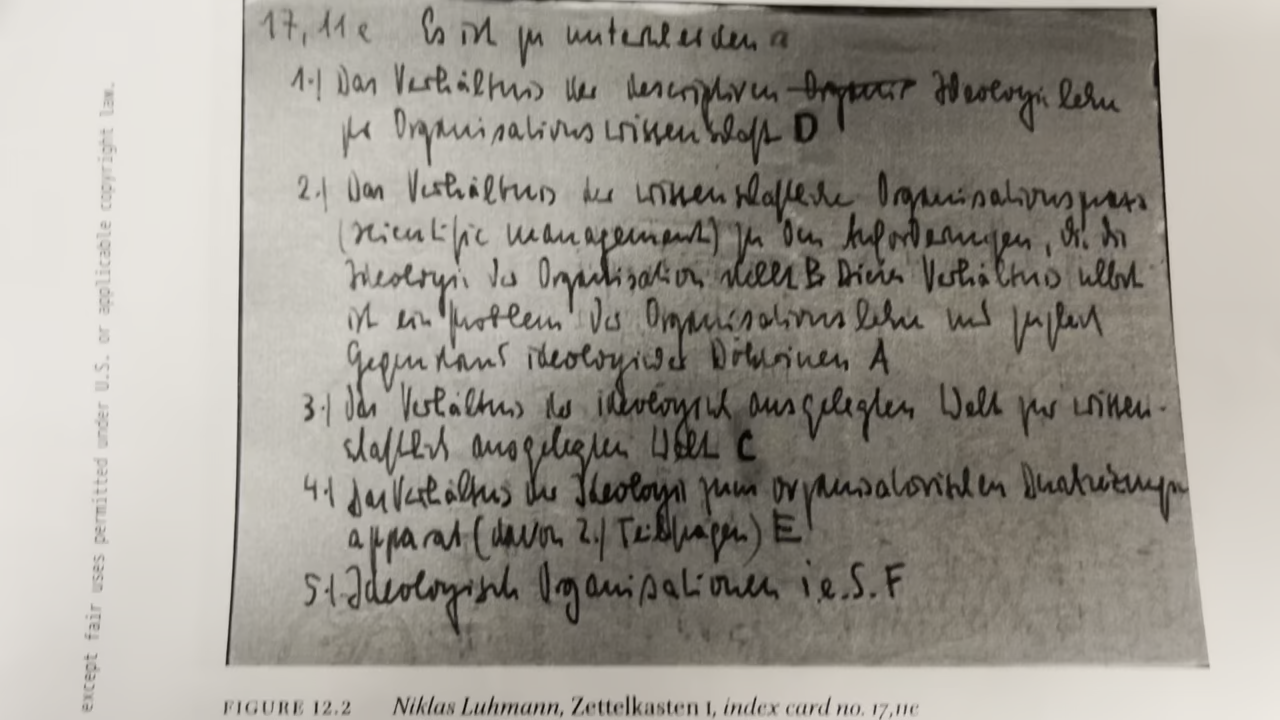 except fair uses permitted under U.S. or applicable copyright law.
17,11e Es ist zu unterscheiden
1.) Das Verhältnis der descriptiven Ideologielehre
zur Organisationswissenschaft D
2.) Das Verhältnis der wissenschaftlichen Organisationspraxis
(scientific management) zu den Anforderungen, die die
Ideologie der Organisation stellt B Dieses Verhältnis selbst
ist ein Problem der Organisationslehre und zugleich
Gegenstand ideologischer Doktrinen A
3.) Das Verhältnis der ideologisch ausgelegten Welt zur wissen-
schaftlich ausgelegten Welt C
4.) Das Verhältnis der Ideologie zum organisatorischen Durchsetzungs
apparat (davon 2.) Teilfragen) E
5.) Ideologische Organisationen i.e.S. F
FIGURE 12.2 Niklas Luhmann, Zettelkasten I, index card no. 17,11e